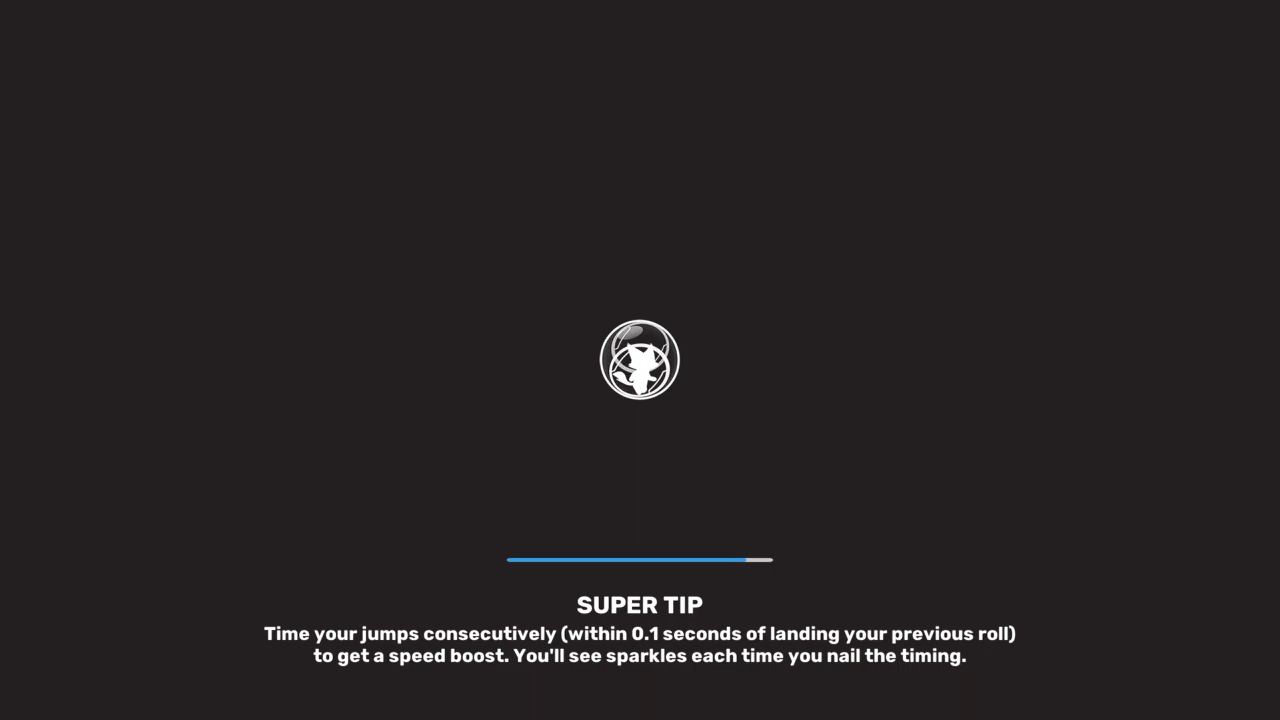 SUPER TIP
Time your jumps consecutively (within 0.1 seconds of landing your previous roll)
to get a speed boost. You'll see sparkles each time you nail the timing.